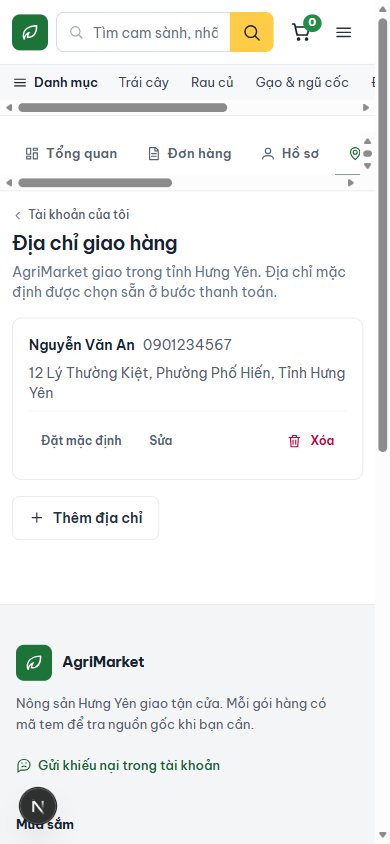 Tìm cam sành, nhã
0
Danh mục Trái cây Rau củ Gạo & ngũ cốc
Tổng quan Đơn hàng Hồ sơ
Tài khoản của tôi
Địa chỉ giao hàng
AgriMarket giao trong tỉnh Hưng Yên. Địa chỉ mặc
định được chọn sẵn ở bước thanh toán.
Nguyễn Văn An 0901234567
12 Lý Thường Kiệt, Phường Phố Hiến, Tỉnh Hưng
Yên
Đặt mặc định Sửa Xóa
Thêm địa chỉ
AgriMarket
Nông sản Hưng Yên giao tận cửa. Mỗi gói hàng có
mã tem để tra nguồn gốc khi bạn cần.
Gửi khiếu nại trong tài khoản
N
Mua sắm